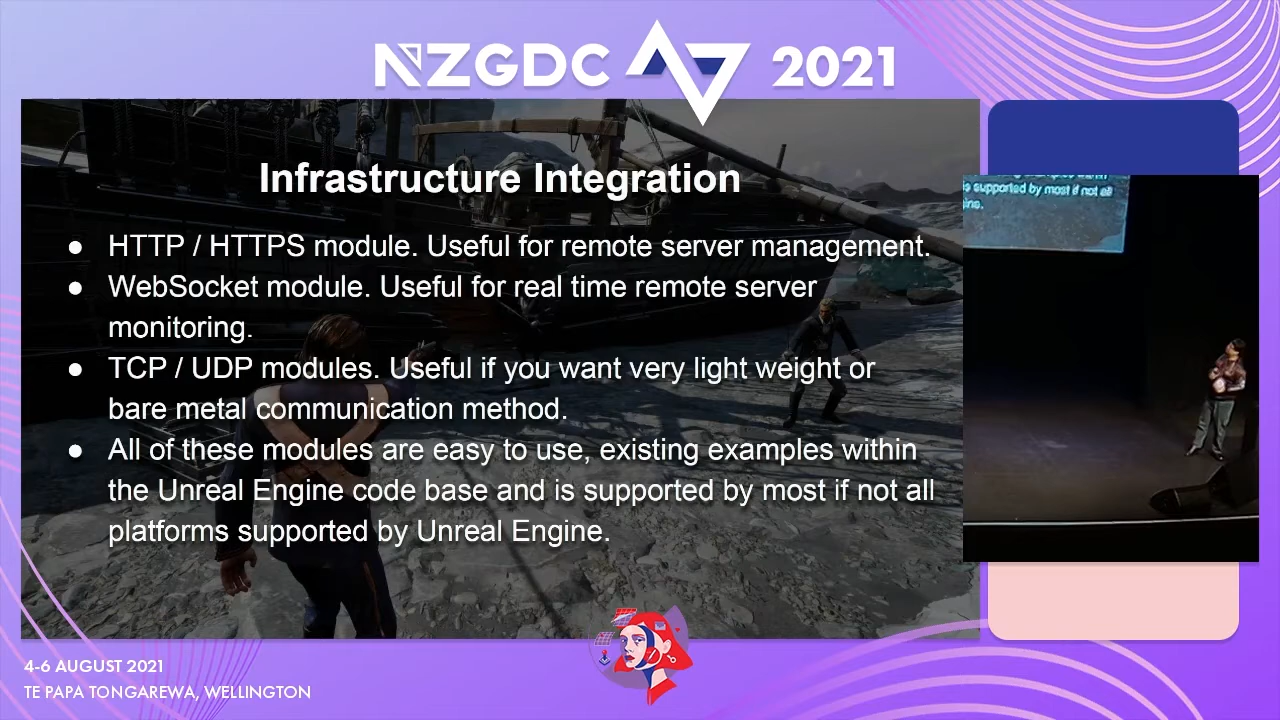 NZGDC 2021
Infrastructure Integration
● HTTP / HTTPS module. Useful for remote server management.
● WebSocket module. Useful for real time remote server
monitoring.
● TCP / UDP modules. Useful if you want very light weight or
bare metal communication method.
● All of these modules are easy to use, existing examples within
the Unreal Engine code base and is supported by most if not all
platforms supported by Unreal Engine.
is supported by most if not all
4-6 AUGUST 2021
TE PAPA TONGAREWA, WELLINGTON